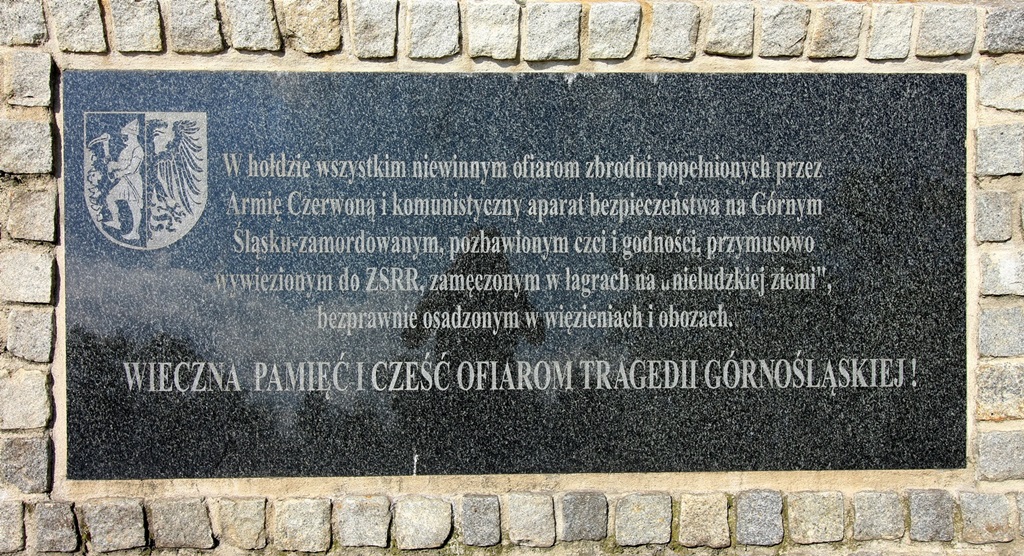 W hołdzie wszystkim niewinnym ofiarom zbrodni popełnionych przez
Armię Czerwoną i komunistyczny aparat bezpieczeństwa na Górnym
Śląsku-zamordowanym, pozbawionym czci i godności, przymusowo
wywiezionym do ZSRR, zamęczonym w łagrach na „nieludzkiej ziemi",
bezprawnie osadzonym w więzieniach i obozach.
WIECZNA PAMIĘĆ I CZEŚĆ OFIAROM TRAGEDII GÓRNOŚLĄSKIEJ !